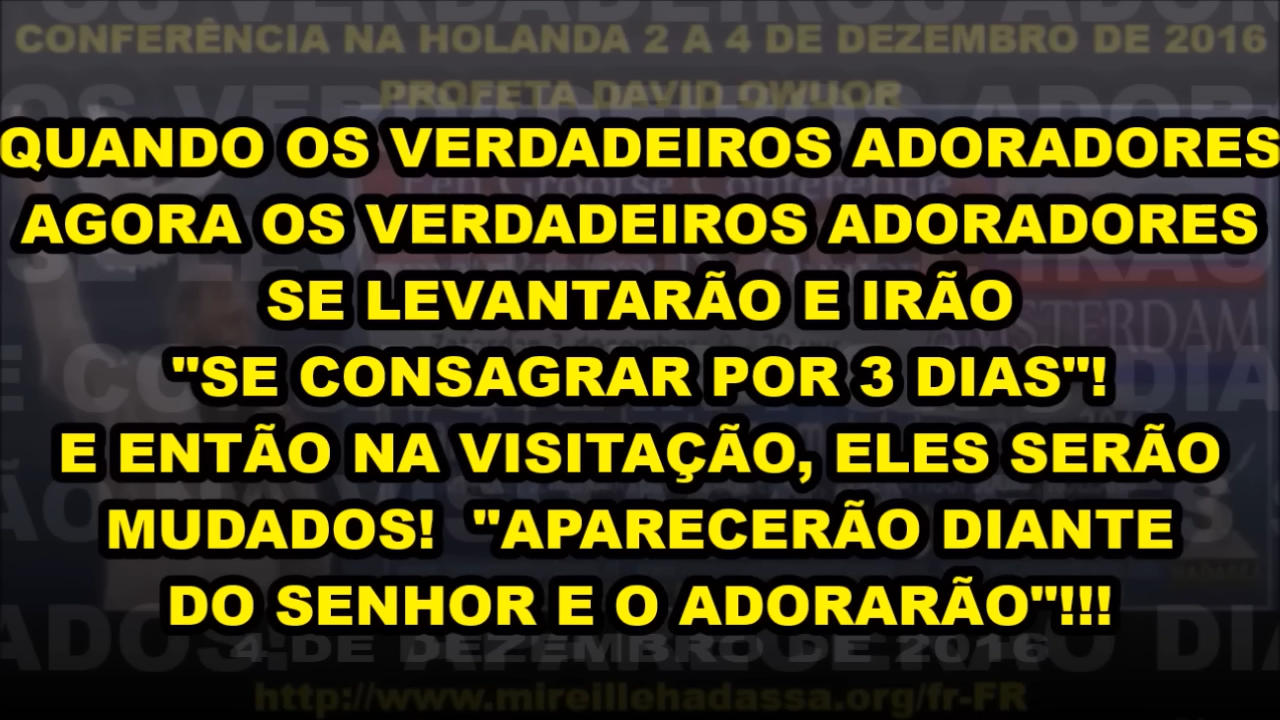 CONFERÊNCIA NA HOLANDA 2 A 4 DE DEZEMBRO DE 2016
PROFETA DAVID OWUOR
QUANDO OS VERDADEIROS ADORADORES
AGORA OS VERDADEIROS ADORADORES
SE LEVANTARÃO E IRÃO
"SE CONSAGRAR POR 3 DIAS"!
E ENTÃO NA VISITAÇÃO, ELES SERÃO
MUDADOS! "APARECERÃO DIANTE
DO SENHOR E O ADORARÃO"!!!
4 DE DEZEMBRO DE 2016
http://www.mireillehadassa.org/fr-FR